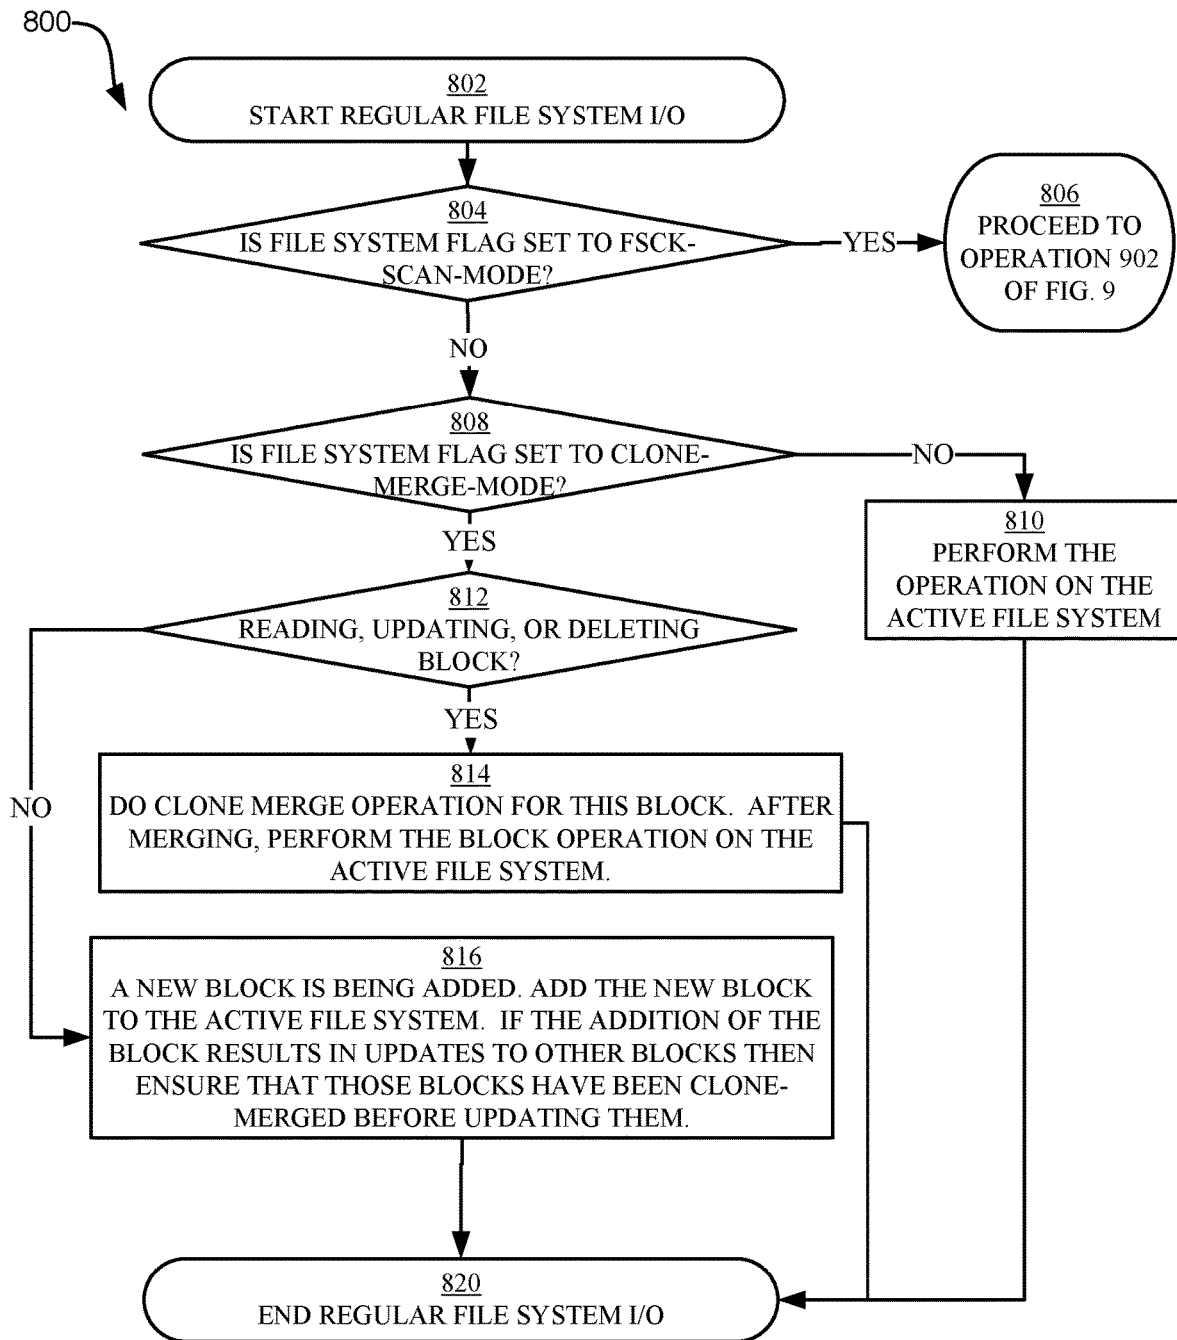 800
802
START REGULAR FILE SYSTEM I/O
804
IS FILE SYSTEM FLAG SET TO FSCK-
SCAN-MODE?
YES
806
PROCEED TO
OPERATION 902
OF FIG. 9
NO
808
IS FILE SYSTEM FLAG SET TO CLONE-
MERGE-MODE?
NO
810
PERFORM THE
OPERATION ON THE
ACTIVE FILE SYSTEM
YES
812
READING, UPDATING, OR DELETING
BLOCK?
YES
NO
814
DO CLONE MERGE OPERATION FOR THIS BLOCK. AFTER
MERGING, PERFORM THE BLOCK OPERATION ON THE
ACTIVE FILE SYSTEM.
816
A NEW BLOCK IS BEING ADDED. ADD THE NEW BLOCK
TO THE ACTIVE FILE SYSTEM. IF THE ADDITION OF THE
BLOCK RESULTS IN UPDATES TO OTHER BLOCKS THEN
ENSURE THAT THOSE BLOCKS HAVE BEEN CLONE-
MERGED BEFORE UPDATING THEM.
820
END REGULAR FILE SYSTEM I/O